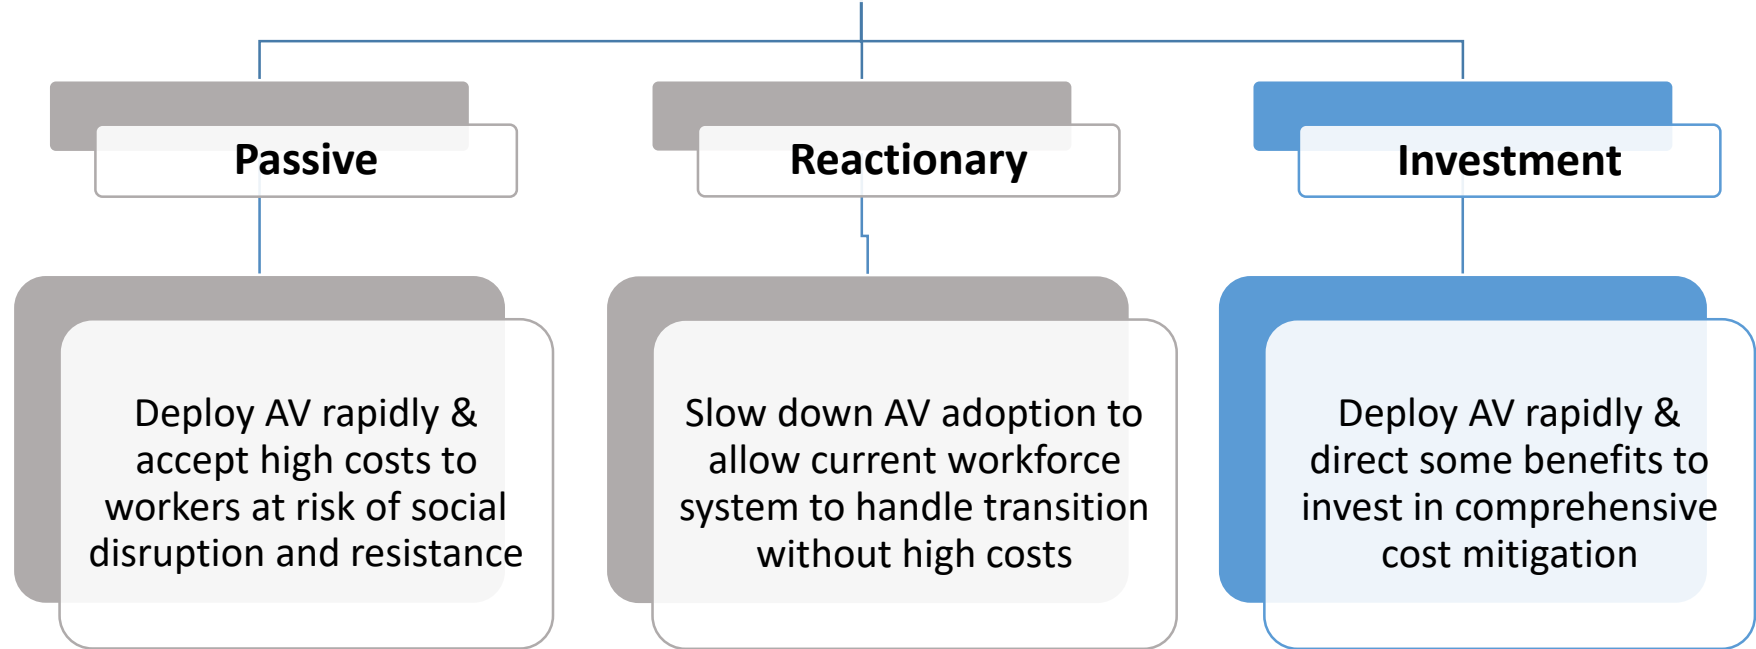 Passive
Reactionary
Investment
Deploy AV rapidly &
accept high costs to
workers at risk of social
disruption and resistance
Slow down AV adoption to
allow current workforce
system to handle transition
without high costs
Deploy AV rapidly &
direct some benefits to
invest in comprehensive
cost mitigation